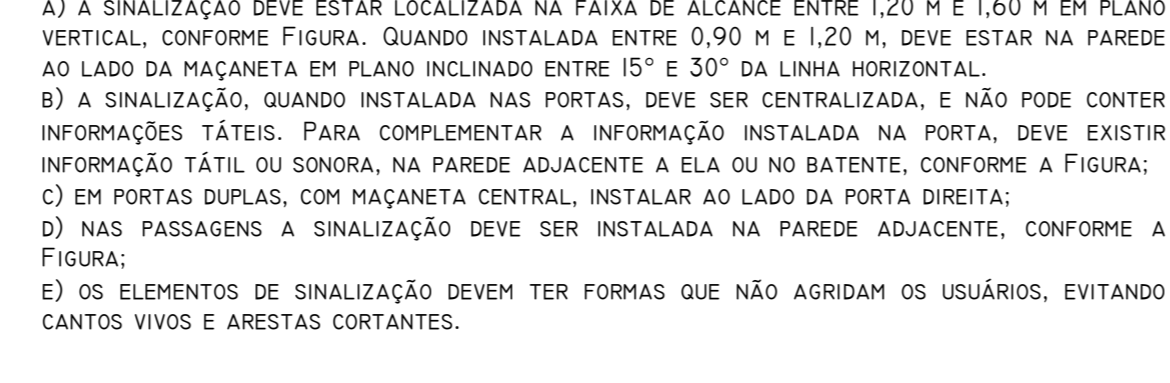 A) A SINALIZAÇÃO DEVE ESTAR LOCALIZADA NA FAIXA DE ALCANCE ENTRE 1,20 M E 1,60 M EM PLANO
VERTICAL, CONFORME FIGURA. QUANDO INSTALADA ENTRE 0,90 M E 1,20 M, DEVE ESTAR NA PAREDE
AO LADO DA MAÇANETA EM PLANO INCLINADO ENTRE 15° E 30° DA LINHA HORIZONTAL.
B) A SINALIZAÇÃO, QUANDO INSTALADA NAS PORTAS, DEVE SER CENTRALIZADA, E NÃO PODE CONTER
INFORMAÇÕES TÁTEIS. PARA COMPLEMENTAR A INFORMAÇÃO INSTALADA NA PORTA, DEVE EXISTIR
INFORMAÇÃO TÁTIL OU SONORA, NA PAREDE ADJACENTE A ELA OU NO BATENTE, CONFORME A FIGURA;
C) EM PORTAS DUPLAS, COM MAÇANETA CENTRAL, INSTALAR AO LADO DA PORTA DIREITA;
D) NAS PASSAGENS A SINALIZAÇÃO DEVE SER INSTALADA NA PAREDE ADJACENTE, CONFORME A
FIGURA;
E) OS ELEMENTOS DE SINALIZAÇÃO DEVEM TER FORMAS QUE NÃO AGRIDAM OS USUÁRIOS, EVITANDO
CANTOS VIVOS E ARESTAS CORTANTES.